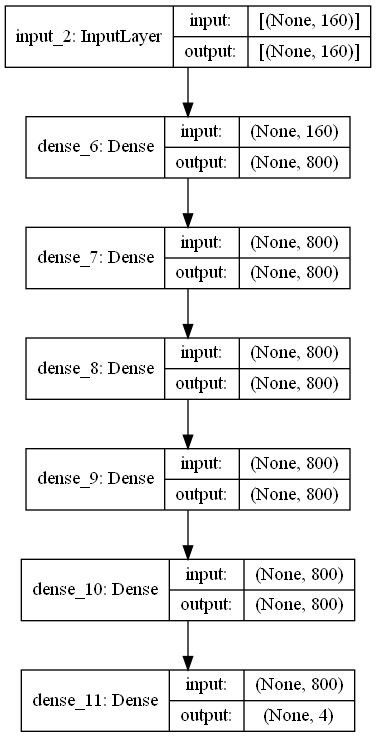 input_2: InputLayer input: [(None, 160)]
output: [(None, 160)]
dense_6: Dense input: (None, 160)
output: (None, 800)
dense_7: Dense input: (None, 800)
output: (None, 800)
dense_8: Dense input: (None, 800)
output: (None, 800)
dense_9: Dense input: (None, 800)
output: (None, 800)
dense_10: Dense input: (None, 800)
output: (None, 800)
dense_11: Dense input: (None, 800)
output: (None, 4)